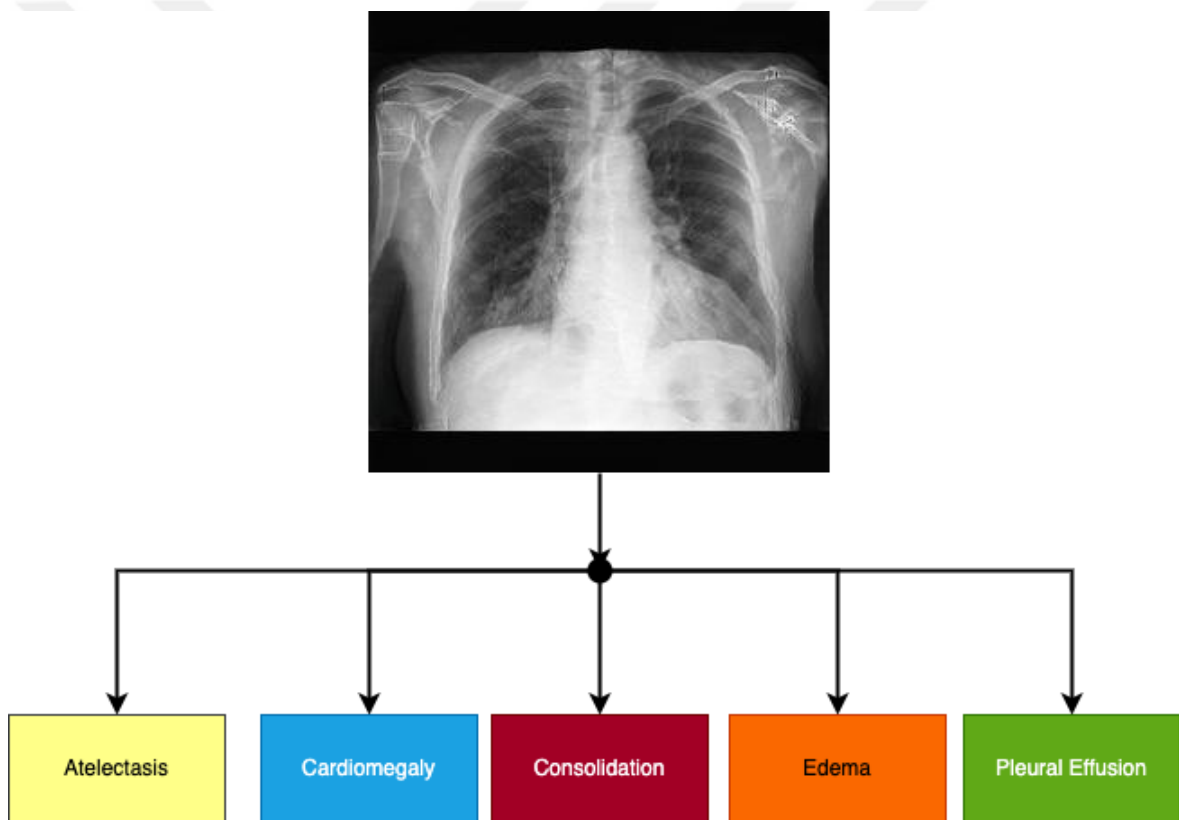 Atelectasis
Cardiomegaly
Consolidation
Edema
Pleural Effusion